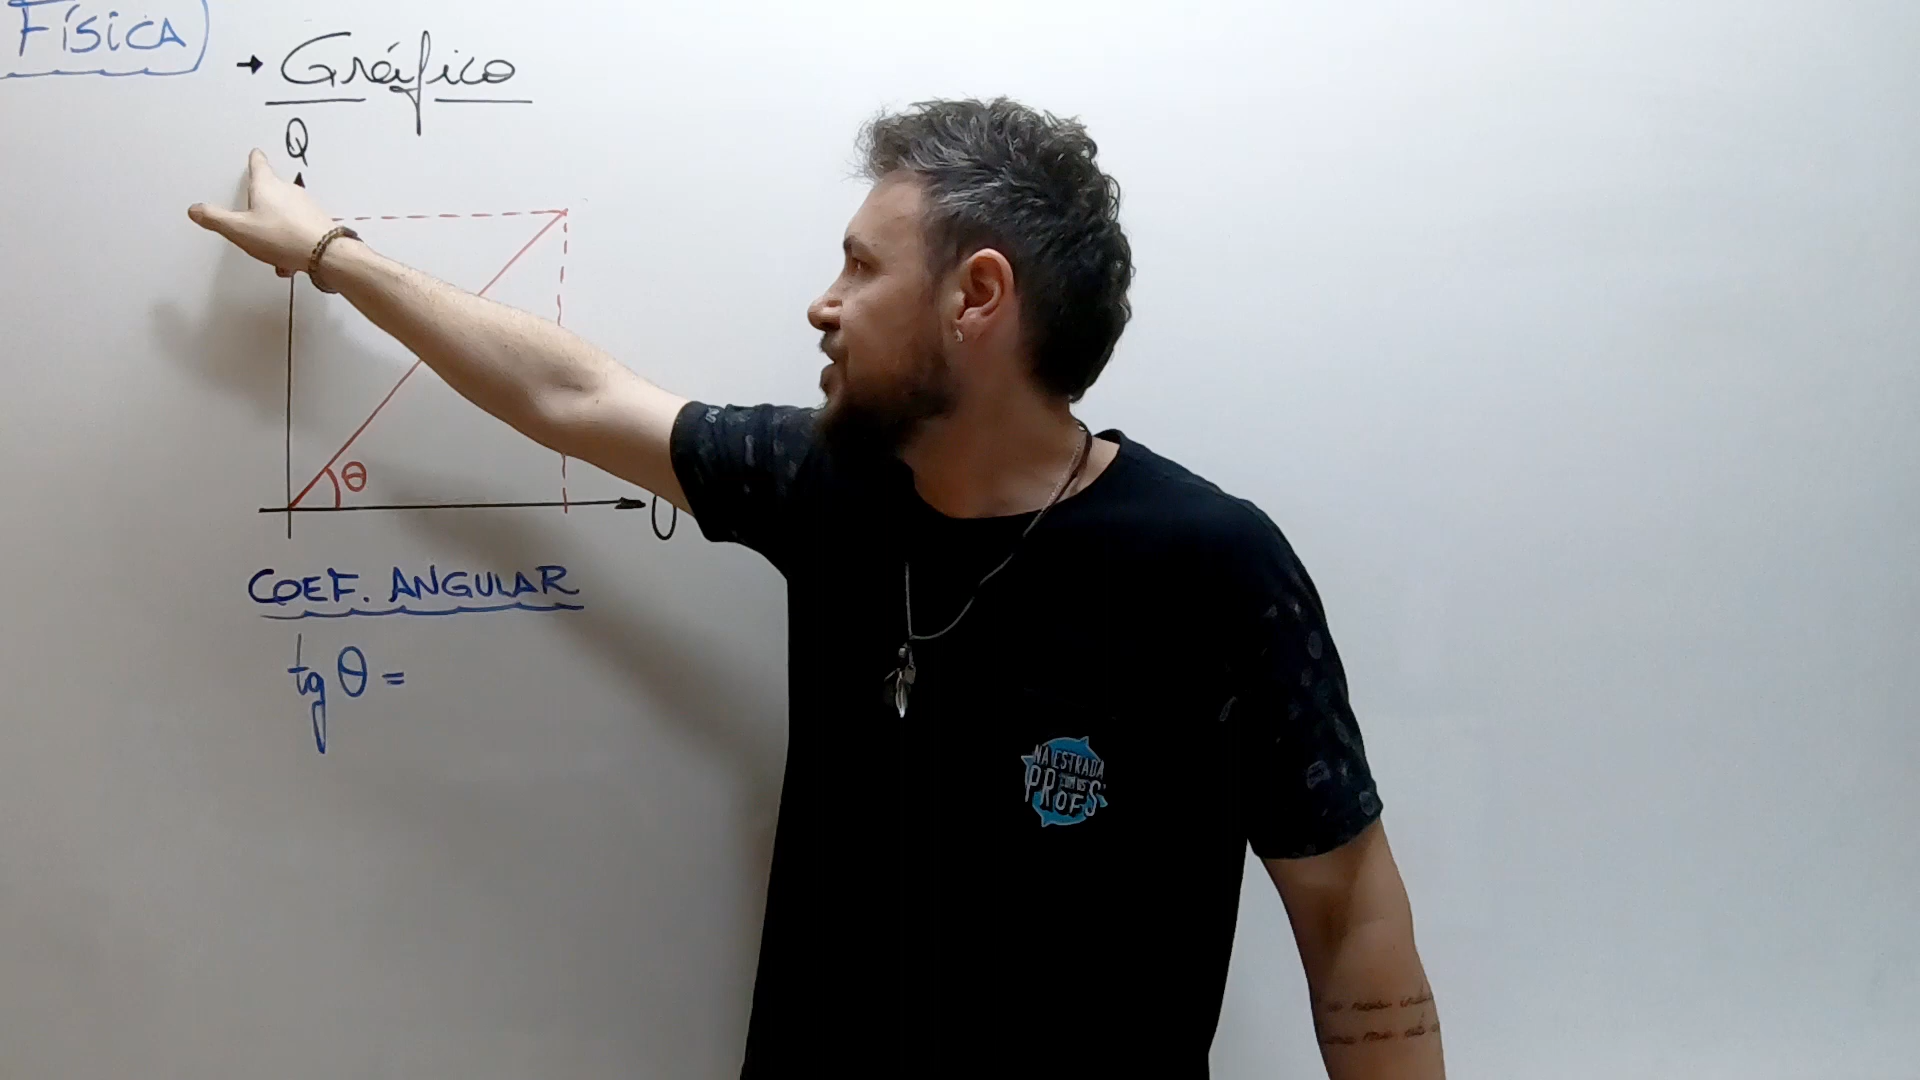 FÍSICA
→ Gráfico
Q
θ
U
COEF. ANGULAR
tg θ =
NA ESTRADA
COM OS
PROFS